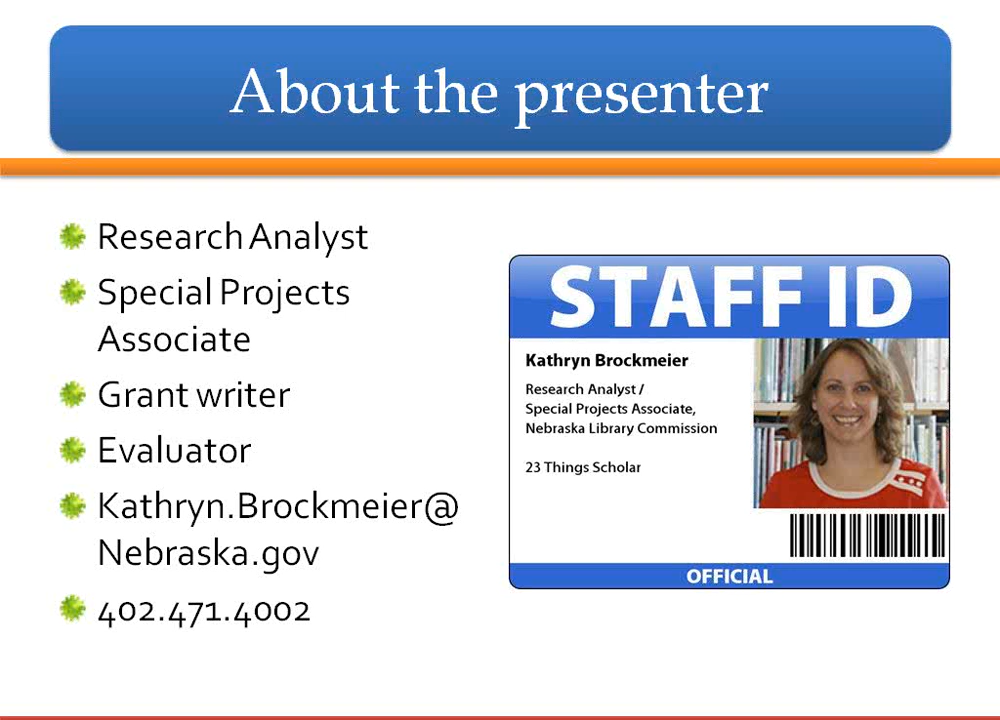 About the presenter
Research Analyst
Special Projects
Associate
Grant writer
Evaluator
Kathryn.Brockmeier@
Nebraska.gov
402.471.4002
STAFF ID
Kathryn Brockmeier
Research Analyst /
Special Projects Associate,
Nebraska Library Commission
23 Things Scholar
OFFICIAL